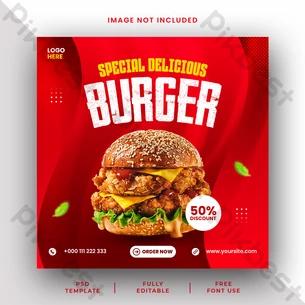 IMAGE NOT INCLUDED
LOGO
HERE
SPECIAL DELICIOUS
BURGER
50%
DISCOUNT
+000 111 222 333
ORDER NOW
www.yoursite.com
PSD
TEMPLATE
FULLY
EDITABLE
FREE
FONT USE